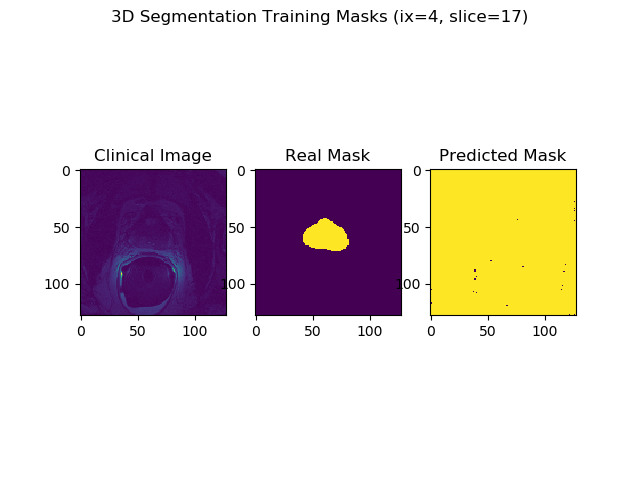 3D Segmentation Training Masks (ix=4, slice=17)
Clinical Image Real Mask Predicted Mask
0 0 0
50 50 50
100 100 100
0 50 100 0 50 100 0 50 100